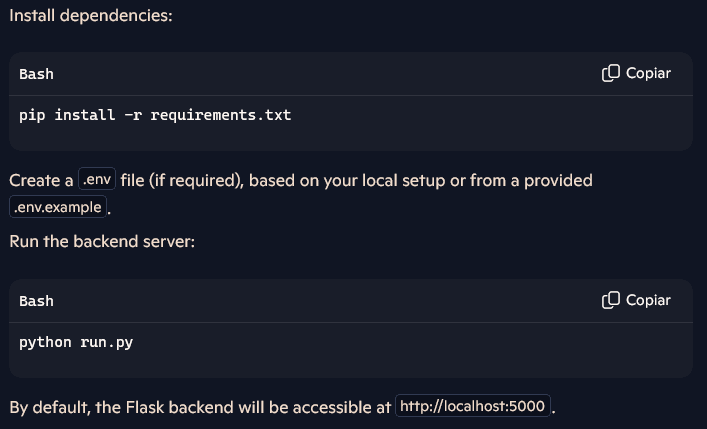 Install dependencies:
Bash
Copiar
pip install -r requirements.txt
Create a .env file (if required), based on your local setup or from a provided
.env.example.
Run the backend server:
Bash
Copiar
python run.py
By default, the Flask backend will be accessible at http://localhost:5000.